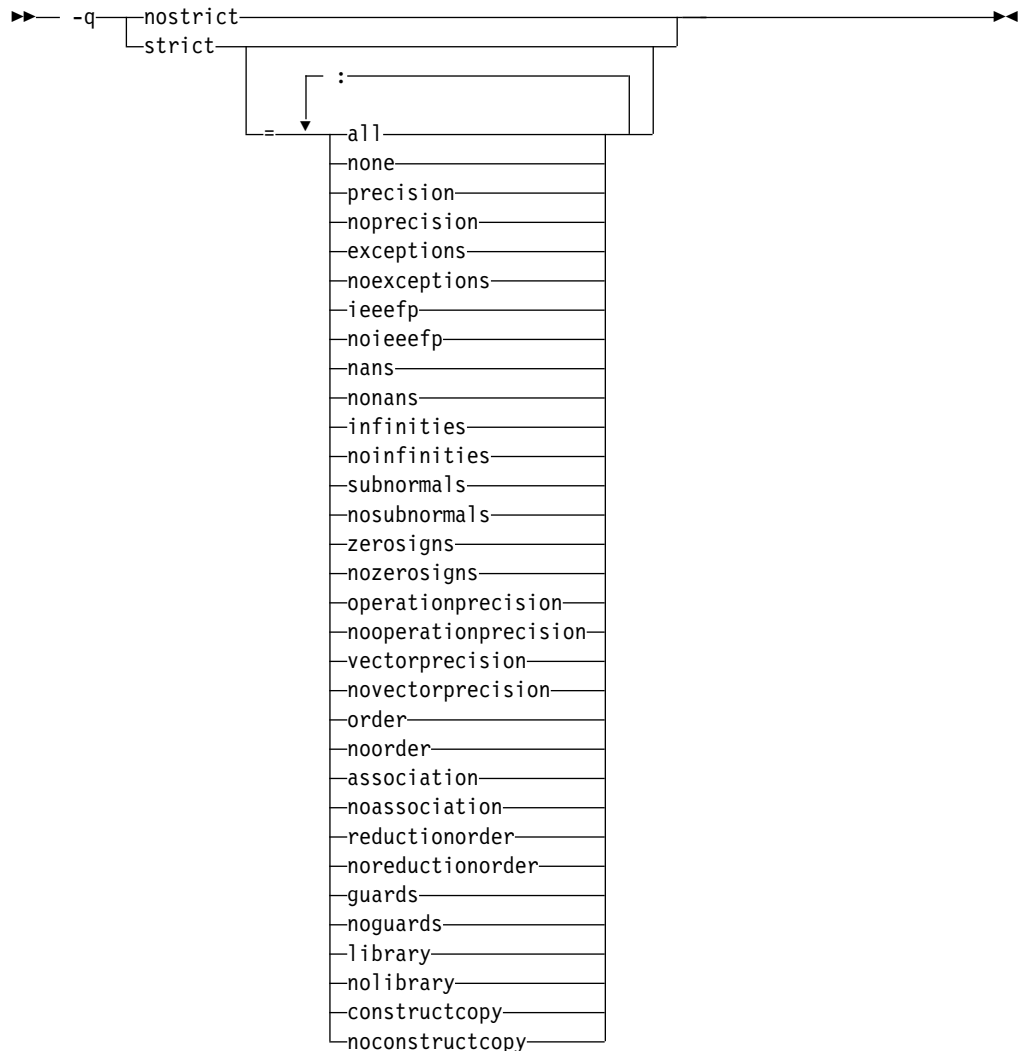 -q nostrict
strict
:
= all
none
precision
noprecision
exceptions
noexceptions
ieeefp
noieeefp
nans
nonans
infinities
noinfinities
subnormals
nosubnormals
zerosigns
nozerosigns
operationprecision
nooperationprecision
vectorprecision
novectorprecision
order
noorder
association
noassociation
reductionorder
noreductionorder
guards
noguards
library
nolibrary
constructcopy
noconstructcopy